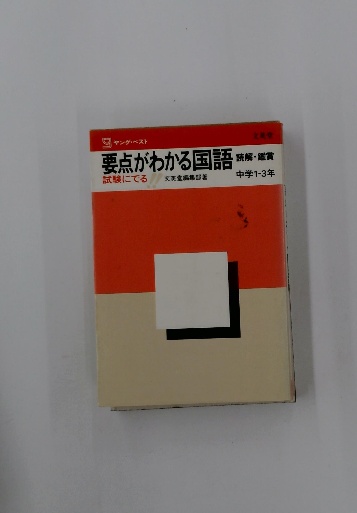 ヤング・ベスト
文英堂
要点がわかる国語 読解・鑑賞
試験にでる 文英堂編集部著 中学1-3年